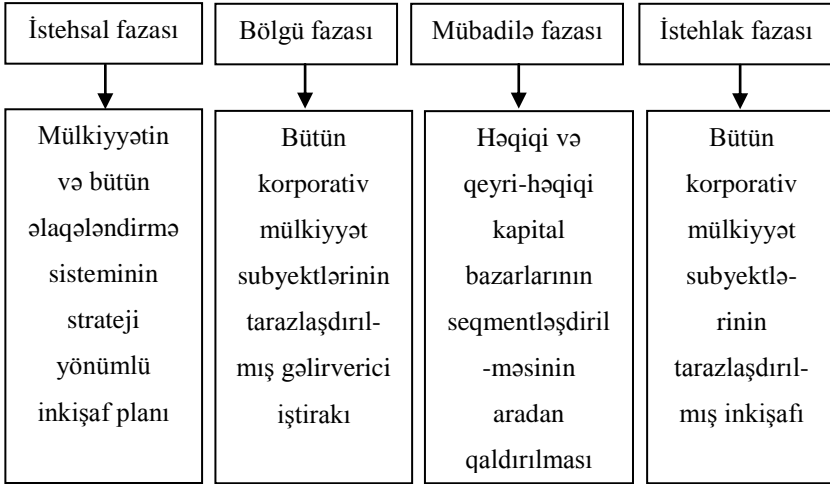 İstehsal fazası
Bölgü fazası
Mübadilə fazası
İstehlak fazası
Mülkiyyətin
və bütün
əlaqələndirmə
sisteminin
strateji
yönümlü
inkişaf planı
Bütün
korporativ
mülkiyyət
subyektlərinin
tarazlaşdırıl-
mış gəlirverici
iştirakı
Həqiqi və
qeyri-həqiqi
kapital
bazarlarının
seqmentləşdiril
-məsinin
aradan
qaldırılması
Bütün
korporativ
mülkiyyət
subyektlə-
rinin
tarazlaşdırıl-
mış inkişafı